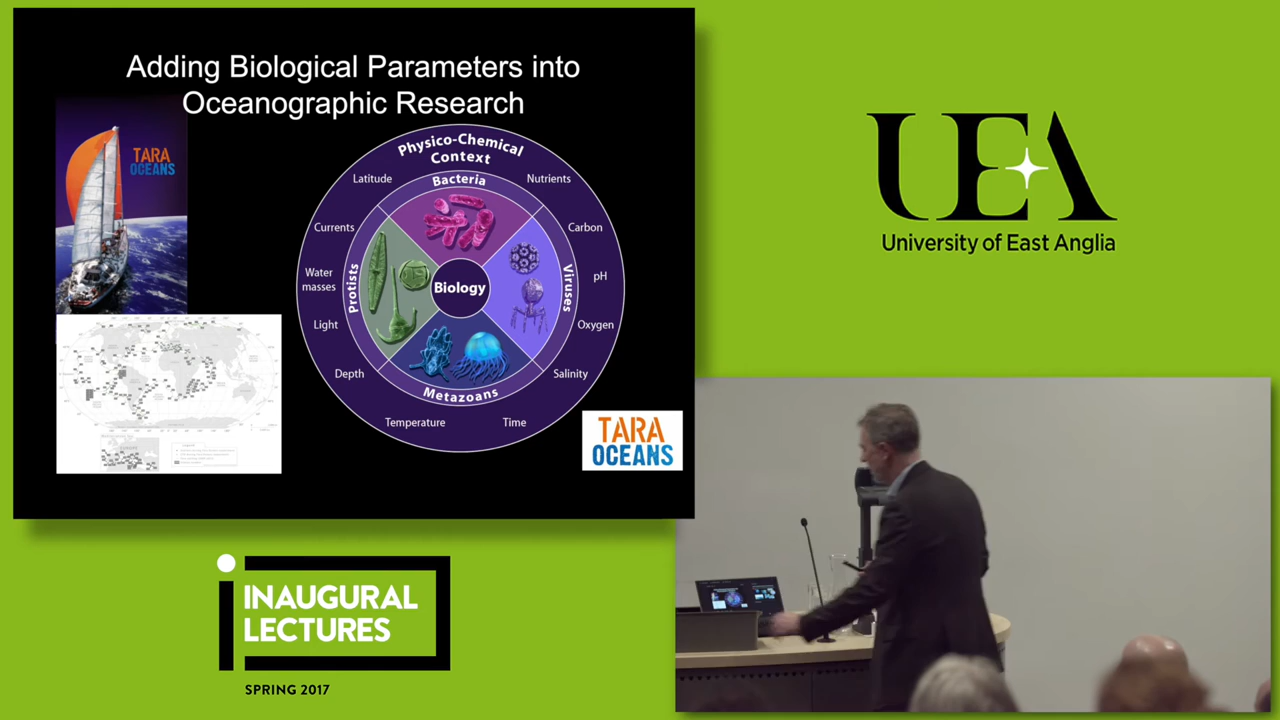 Adding Biological Parameters into
Oceanographic Research
TARA
OCEANS
Physico-Chemical
Context
Latitude
Bacteria
Nutrients
Currents
Carbon
Water
masses
Protists
Biology
Viruses
pH
Light
Oxygen
Depth
Salinity
Metazoans
Temperature
Time
TARA
OCEANS
UEA
University of East Anglia
INAUGURAL
LECTURES
SPRING 2017